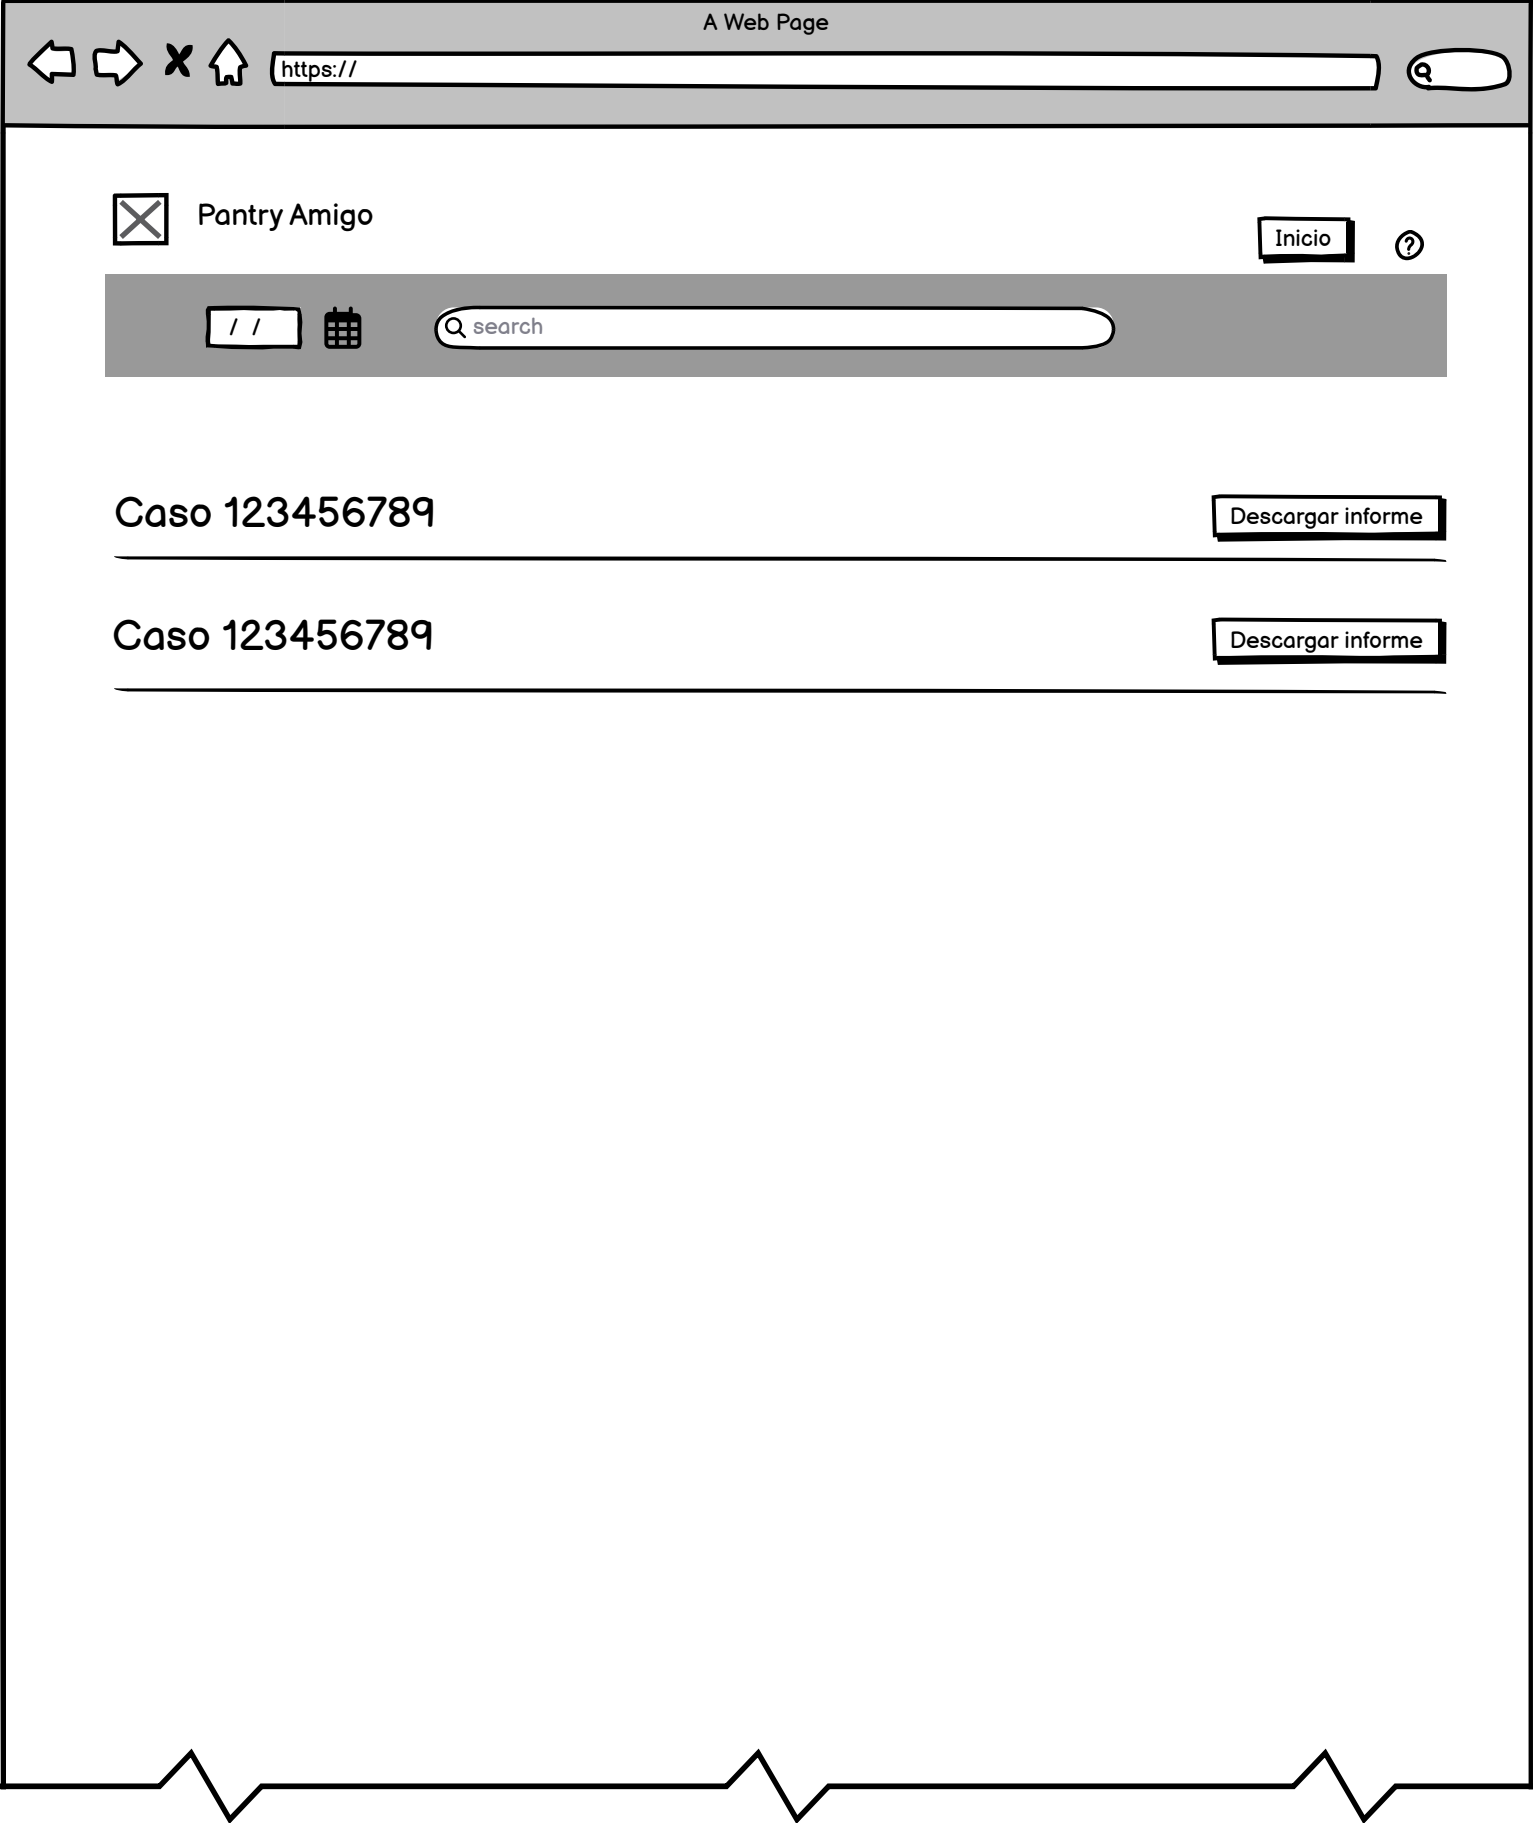 A Web Page
https://
Pantry Amigo
Inicio
?
/ /
search
Caso 123456789
Descargar informe
Caso 123456789
Descargar informe